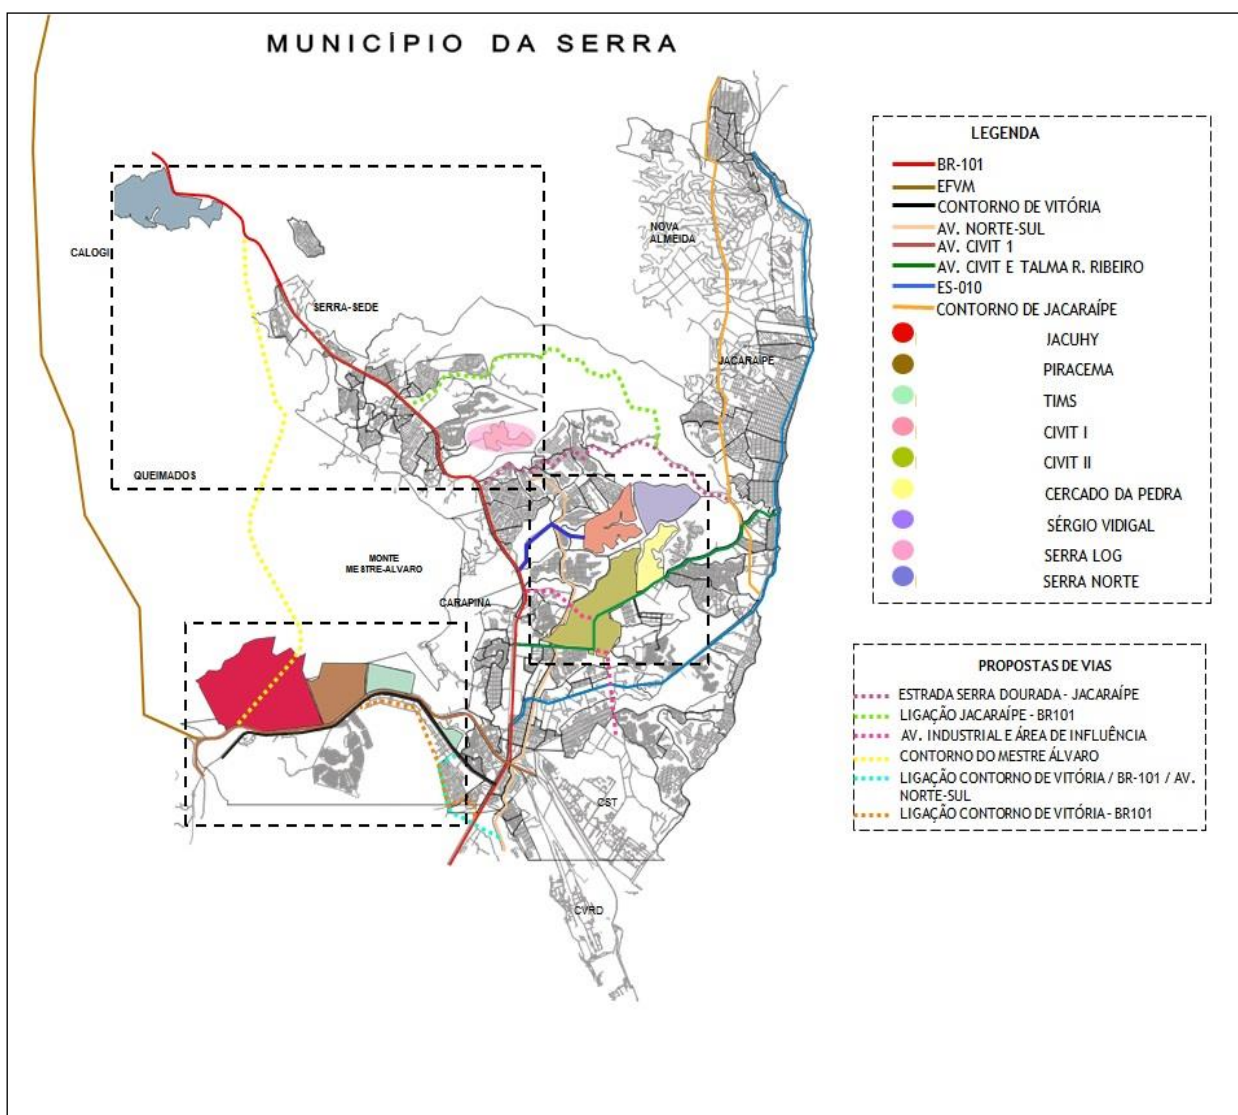 MUNICÍPIO DA SERRA
NOVA
ALMEIDA
CALOGI
SERRA-SEDE
JACARAÍPE
QUEIMADOS
MONTE
MESTRE-ALVARO
CARAPINA
CST
CVRD
LEGENDA
BR-101
EFVM
CONTORNO DE VITÓRIA
AV. NORTE-SUL
AV. CIVIT 1
AV. CIVIT E TALMA R. RIBEIRO
ES-010
CONTORNO DE JACARAÍPE
JACUHY
PIRACEMA
TIMS
CIVIT I
CIVIT II
CERCADO DA PEDRA
SÉRGIO VIDIGAL
SERRA LOG
SERRA NORTE
PROPOSTAS DE VIAS
ESTRADA SERRA DOURADA - JACARAÍPE
LIGAÇÃO JACARAÍPE - BR101
AV. INDUSTRIAL E ÁREA DE INFLUÊNCIA
CONTORNO DO MESTRE ÁLVARO
LIGAÇÃO CONTORNO DE VITÓRIA / BR-101 / AV.
NORTE-SUL
LIGAÇÃO CONTORNO DE VITÓRIA - BR101